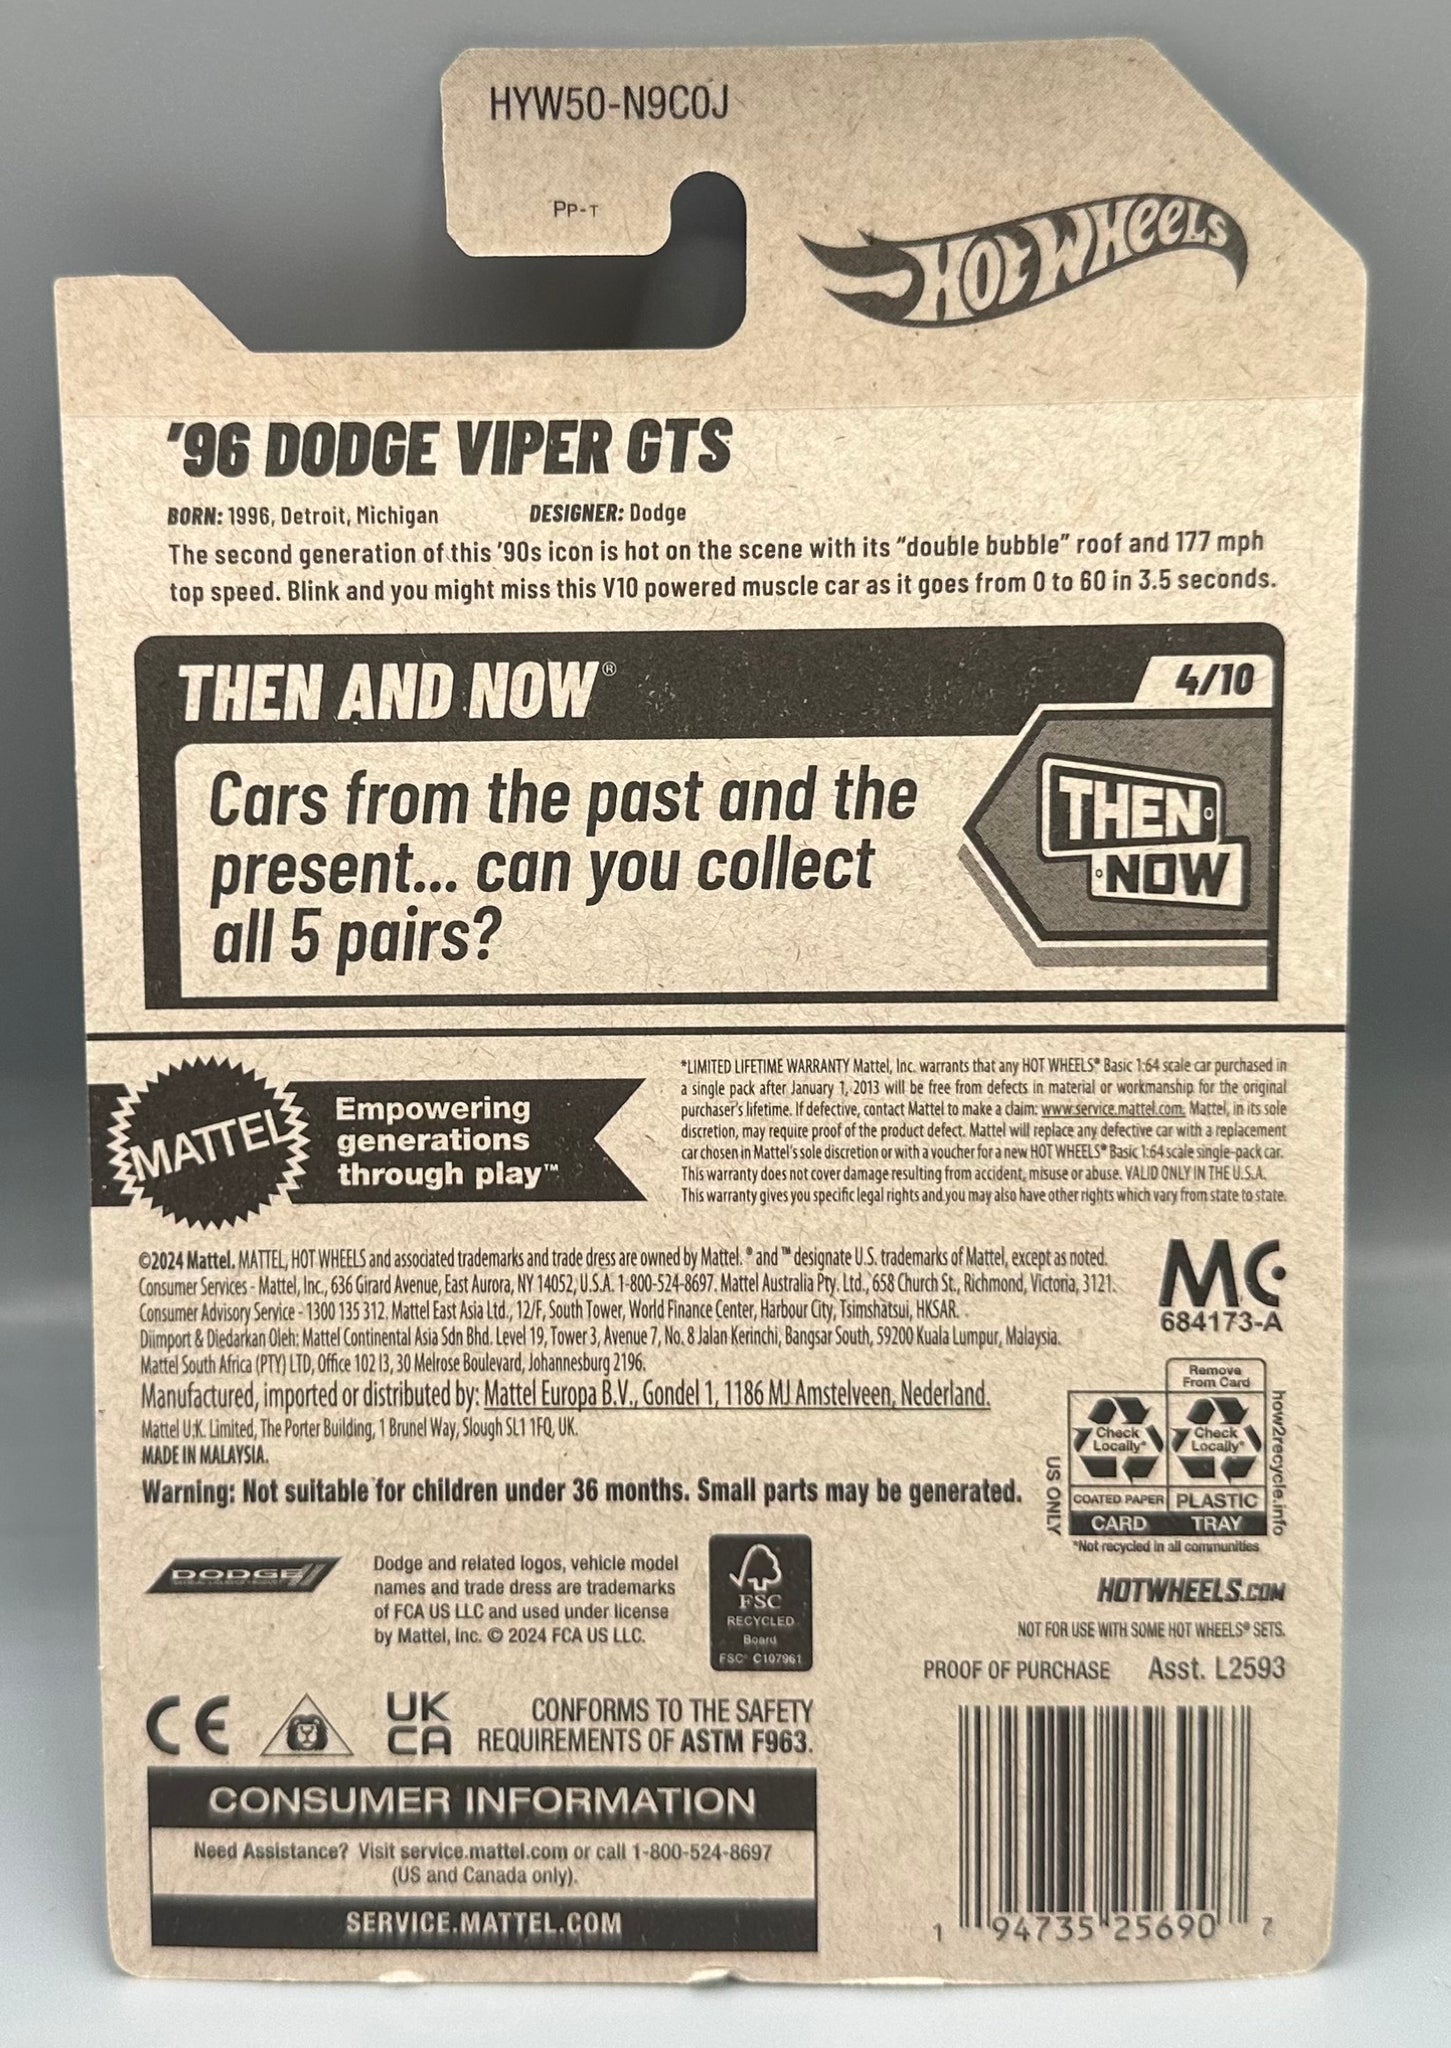 HYW50-N9C0J
PP-T
HOT WHEELS
'96 DODGE VIPER GTS
BORN: 1996, Detroit, Michigan DESIGNER: Dodge
The second generation of this '90s icon is hot on the scene with its "double bubble" roof and 177 mph
top speed. Blink and you might miss this V10 powered muscle car as it goes from 0 to 60 in 3.5 seconds.
THEN AND NOW® 4/10
Cars from the past and the
present... can you collect
all 5 pairs?
THEN
NOW
MATTEL
Empowering
generations
through play™
*LIMITED LIFETIME WARRANTY Mattel, Inc. warrants that any HOT WHEELS® Basic 1:64 scale car purchased in
a single pack after January 1, 2013 will be free from defects in material or workmanship for the original
purchaser's lifetime. If defective, contact Mattel to make a claim: www.service.mattel.com. Mattel, in its sole
discretion, may require proof of the product defect. Mattel will replace any defective car with a replacement
car chosen in Mattel's sole discretion or with a voucher for a new HOT WHEELS® Basic 1:64 scale single-pack car.
This warranty does not cover damage resulting from accident, misuse or abuse. VALID ONLY IN THE U.S.A.
This warranty gives you specific legal rights and you may also have other rights which vary from state to state.
©2024 Mattel. MATTEL, HOT WHEELS and associated trademarks and trade dress are owned by Mattel. ® and ™ designate U.S. trademarks of Mattel, except as noted.
Consumer Services - Mattel, Inc., 636 Girard Avenue, East Aurora, NY 14052, U.S.A. 1-800-524-8697. Mattel Australia Pty. Ltd., 658 Church St., Richmond, Victoria, 3121.
Consumer Advisory Service - 1300 135 312. Mattel East Asia Ltd., 12/F, South Tower, World Finance Center, Harbour City, Tsimshatsui, HKSAR.
Diimport & Diedarkan Oleh: Mattel Continental Asia Sdn Bhd. Level 19, Tower 3, Avenue 7, No. 8 Jalan Kerinchi, Bangsar South, 59200 Kuala Lumpur, Malaysia.
Mattel South Africa (PTY) LTD, Office 102 I3, 30 Melrose Boulevard, Johannesburg 2196.
Manufactured, imported or distributed by: Mattel Europa B.V., Gondel 1, 1186 MJ Amstelveen, Nederland.
Mattel U.K. Limited, The Porter Building, 1 Brunel Way, Slough SL1 1FQ, UK.
MADE IN MALAYSIA.
Warning: Not suitable for children under 36 months. Small parts may be generated.
MC
684173-A
Remove
From Card
Check
Locally*
Check
Locally*
COATED PAPER PLASTIC
CARD TRAY
US ONLY
how2recycle.info
*Not recycled in all communities
HOTWHEELS.COM
NOT FOR USE WITH SOME HOT WHEELS® SETS.
PROOF OF PURCHASE Asst. L2593
DODGE
Dodge and related logos, vehicle model
names and trade dress are trademarks
of FCA US LLC and used under license
by Mattel, Inc. © 2024 FCA US LLC.
FSC
RECYCLED
Board
FSC® C107961
CE
UK
CA
CONFORMS TO THE SAFETY
REQUIREMENTS OF ASTM F963.
CONSUMER INFORMATION
Need Assistance? Visit service.mattel.com or call 1-800-524-8697
(US and Canada only).
SERVICE.MATTEL.COM
1 94735 25690 7